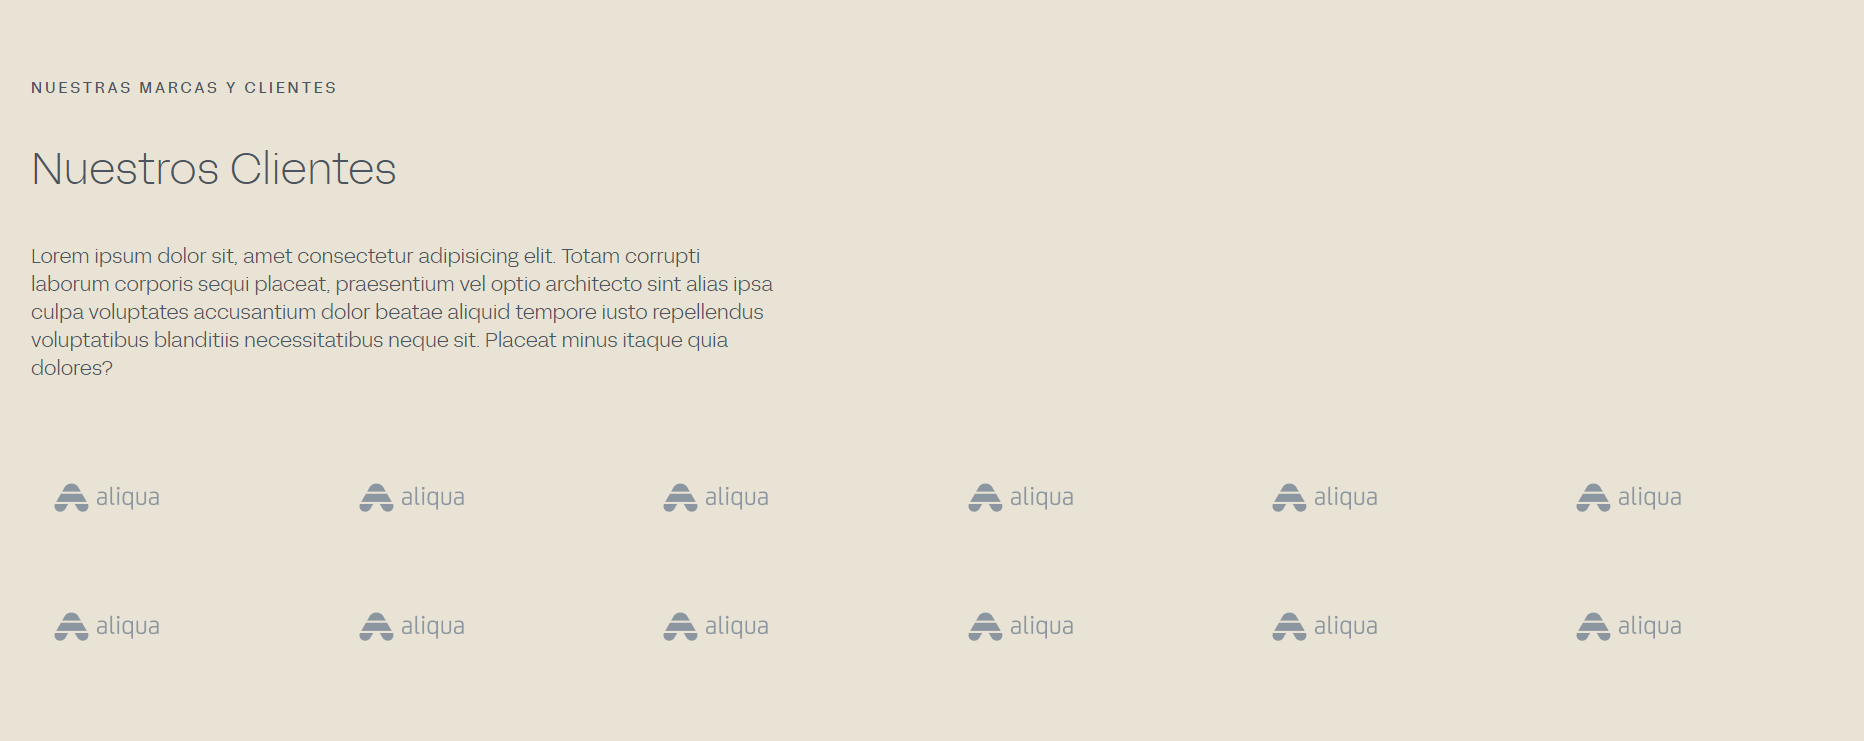 NUESTRAS MARCAS Y CLIENTES
Nuestros Clientes
Lorem ipsum dolor sit, amet consectetur adipisicing elit. Totam corrupti
laborum corporis sequi placeat, praesentium vel optio architecto sint alias ipsa
culpa voluptates accusantium dolor beatae aliquid tempore iusto repellendus
voluptatibus blanditiis necessitatibus neque sit. Placeat minus itaque quia
dolores?
aliqua aliqua aliqua aliqua aliqua aliqua
aliqua aliqua aliqua aliqua aliqua aliqua